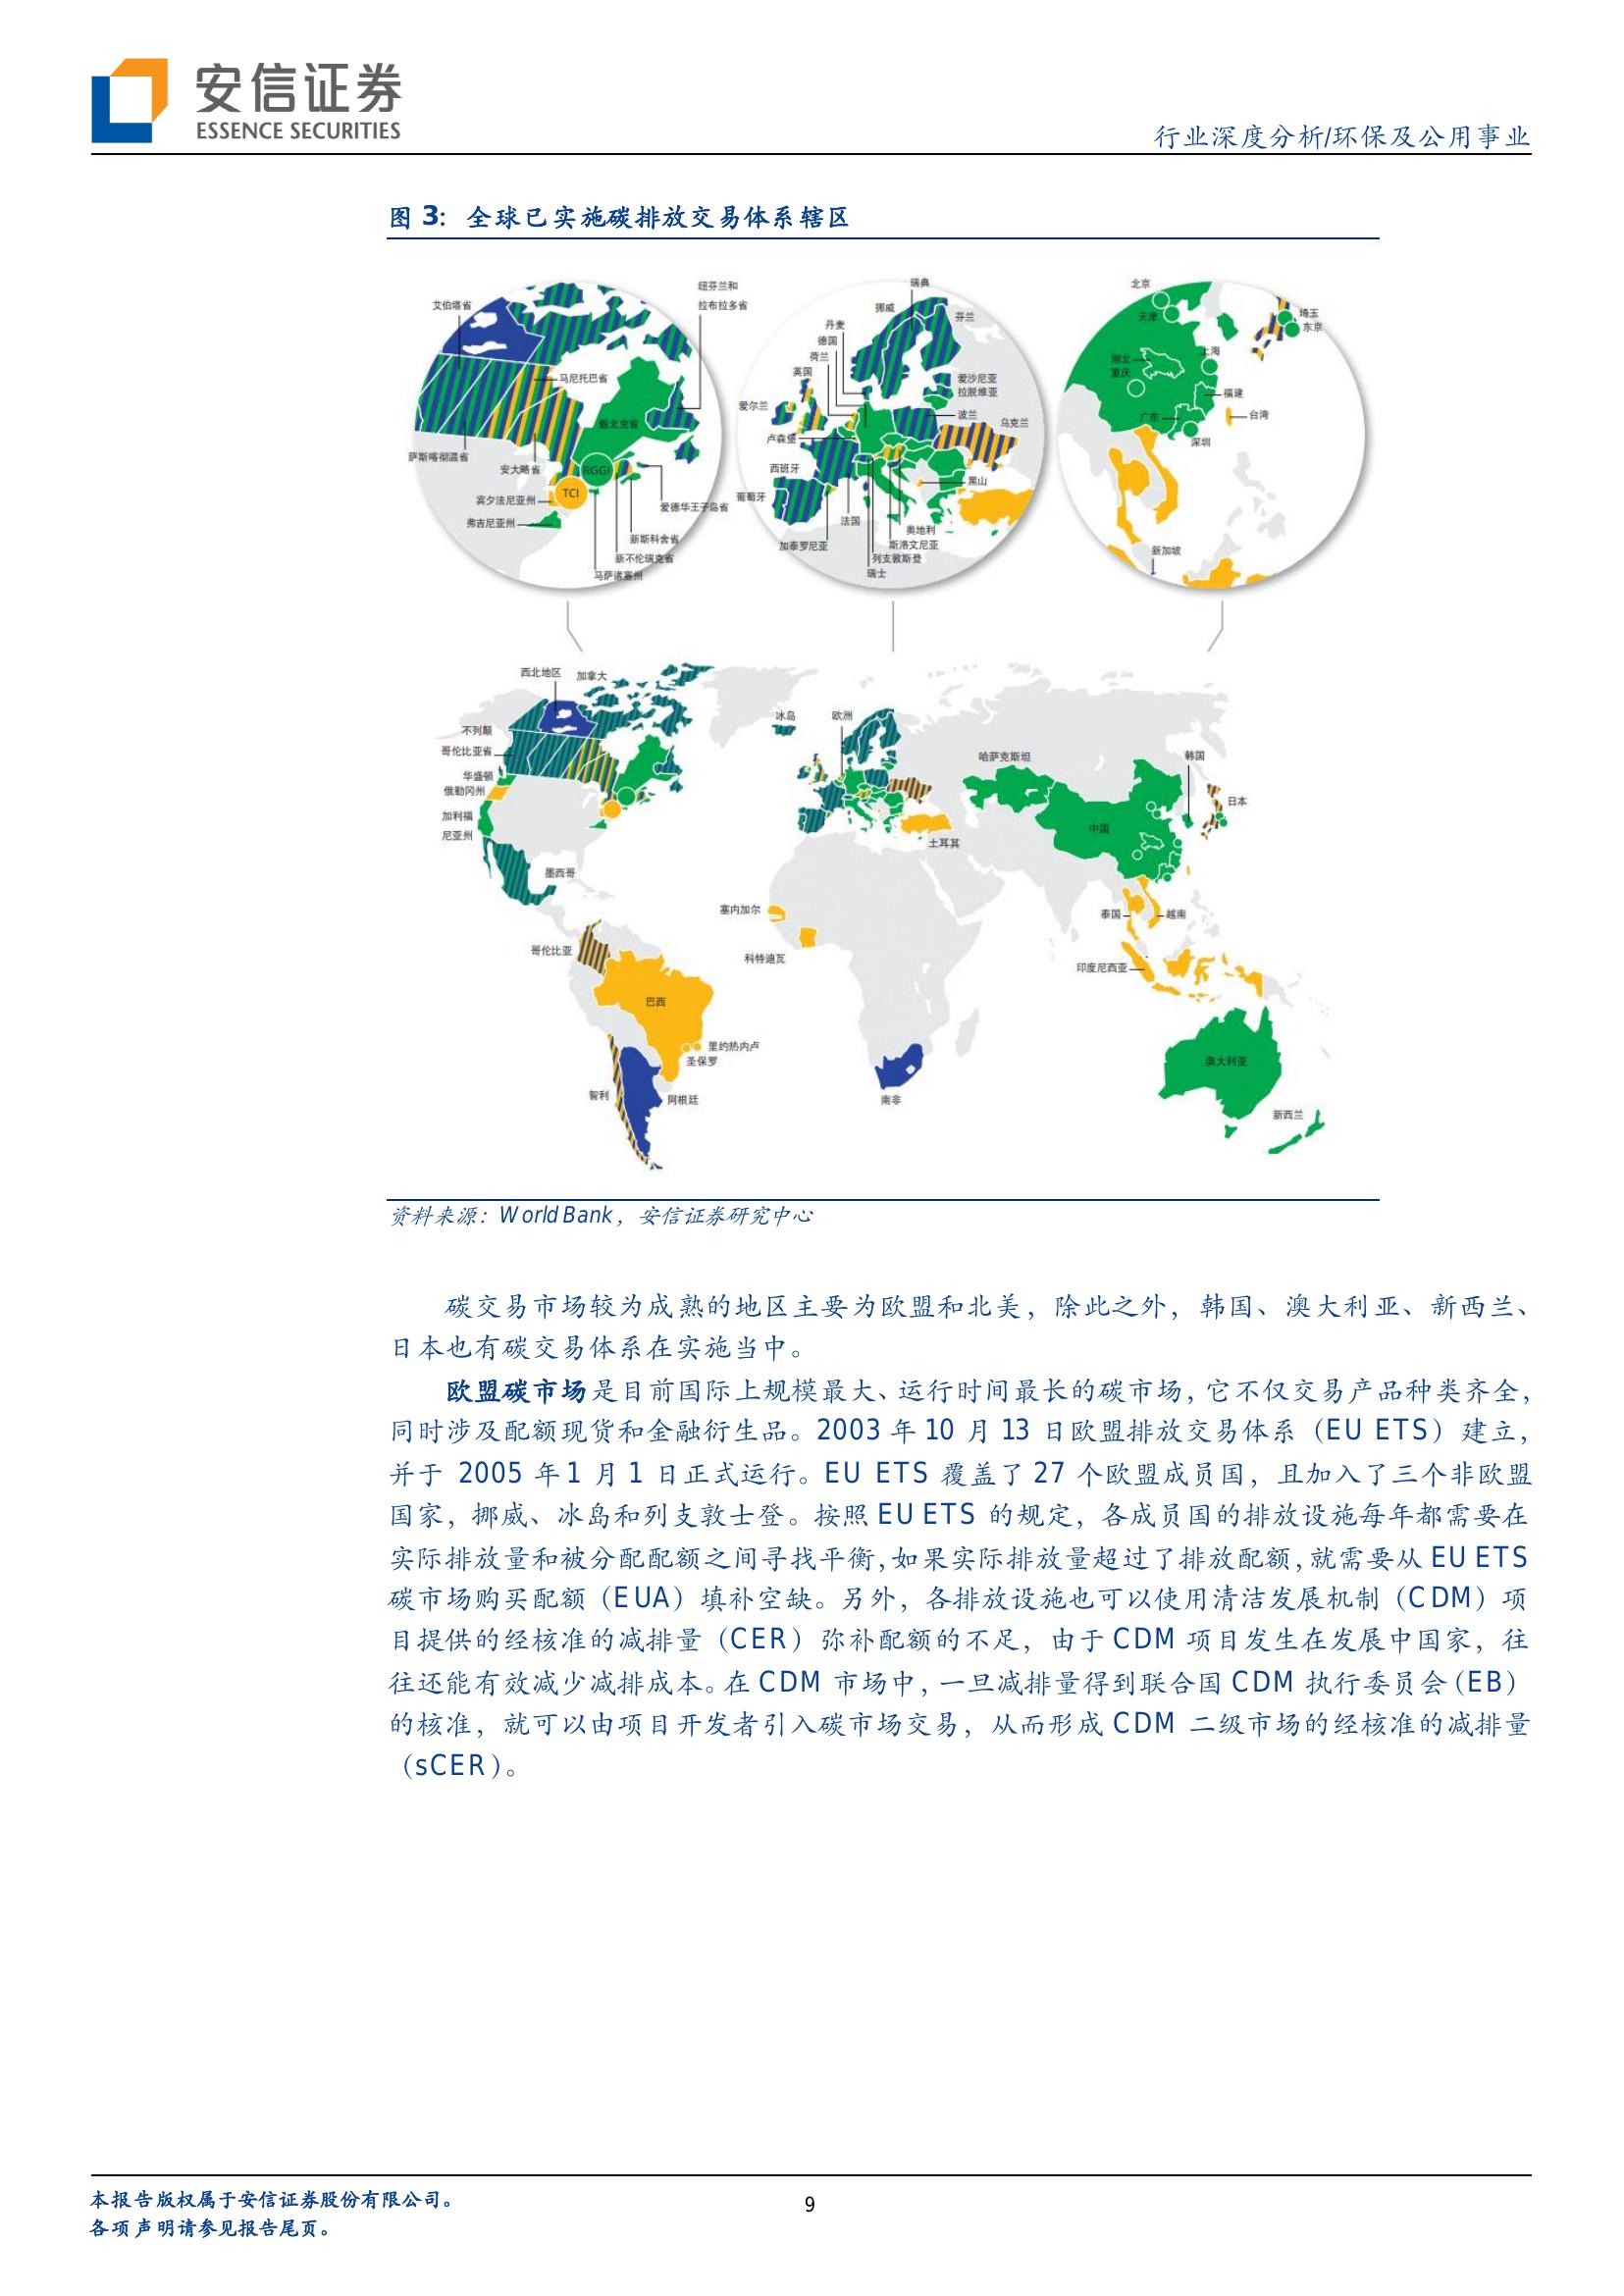 安信证券
ESSENCE SECURITIES
行业深度分析/环保及公用事业
图 3: 全球已实施碳排放交易体系辖区
艾伯塔省
纽芬兰和
拉布拉多省
马尼托巴省
魁北克省
萨斯喀彻温省
安大略省
RGGI
TCI
宾夕法尼亚州
弗吉尼亚州
爱德华王子岛省
新斯科舍省
新不伦瑞克省
马萨诸塞州
瑞典
挪威
芬兰
丹麦
德国
荷兰
英国
爱沙尼亚
拉脱维亚
爱尔兰
波兰
乌克兰
卢森堡
西班牙
黑山
葡萄牙
法国
奥地利
加泰罗尼亚
斯洛文尼亚
列支敦斯登
瑞士
北京
天津
埼玉
东京
湖北
上海
重庆
福建
广东
台湾
深圳
新加坡
西北地区
加拿大
冰岛
欧洲
不列颠
哥伦比亚省
哈萨克斯坦
韩国
华盛顿
俄勒冈州
日本
加利福
尼亚州
中国
土耳其
墨西哥
塞内加尔
泰国
越南
哥伦比亚
科特迪瓦
印度尼西亚
巴西
里约热内卢
圣保罗
澳大利亚
智利
阿根廷
南非
新西兰
资料来源：World Bank，安信证券研究中心
碳交易市场较为成熟的地区主要为欧盟和北美，除此之外，韩国、澳大利亚、新西兰、
日本也有碳交易体系在实施当中。
欧盟碳市场是目前国际上规模最大、运行时间最长的碳市场，它不仅交易产品种类齐全，
同时涉及配额现货和金融衍生品。2003 年 10 月 13 日欧盟排放交易体系（EU ETS）建立，
并于 2005 年 1 月 1 日正式运行。EU ETS 覆盖了 27 个欧盟成员国，且加入了三个非欧盟
国家，挪威、冰岛和列支敦士登。按照 EU ETS 的规定，各成员国的排放设施每年都需要在
实际排放量和被分配配额之间寻找平衡，如果实际排放量超过了排放配额，就需要从 EU ETS
碳市场购买配额（EUA）填补空缺。另外，各排放设施也可以使用清洁发展机制（CDM）项
目提供的经核准的减排量（CER）弥补配额的不足，由于 CDM 项目发生在发展中国家，往
往还能有效减少减排成本。在 CDM 市场中，一旦减排量得到联合国 CDM 执行委员会（EB）
的核准，就可以由项目开发者引入碳市场交易，从而形成 CDM 二级市场的经核准的减排量
（sCER）。
本报告版权属于安信证券股份有限公司。
各项声明请参见报告尾页。
9